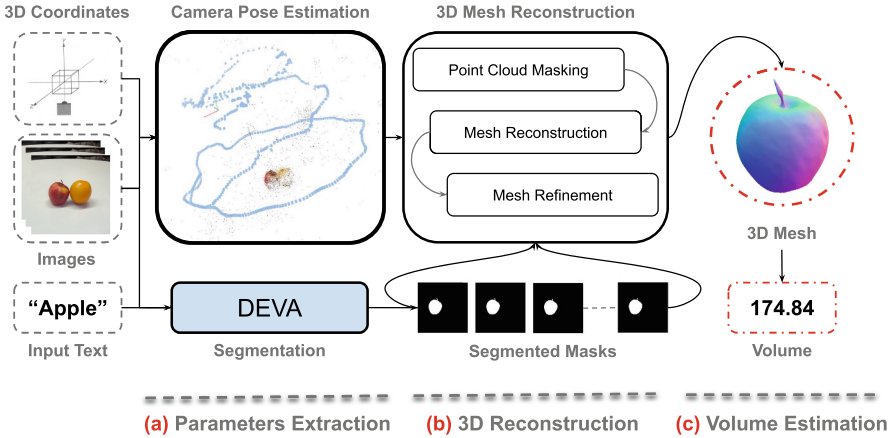 3D Coordinates
Camera Pose Estimation
3D Mesh Reconstruction
Point Cloud Masking
Mesh Reconstruction
Mesh Refinement
3D Mesh
Images
“Apple”
DEVA
174.84
Input Text
Segmentation
Segmented Masks
Volume
(a) Parameters Extraction
(b) 3D Reconstruction
(c) Volume Estimation